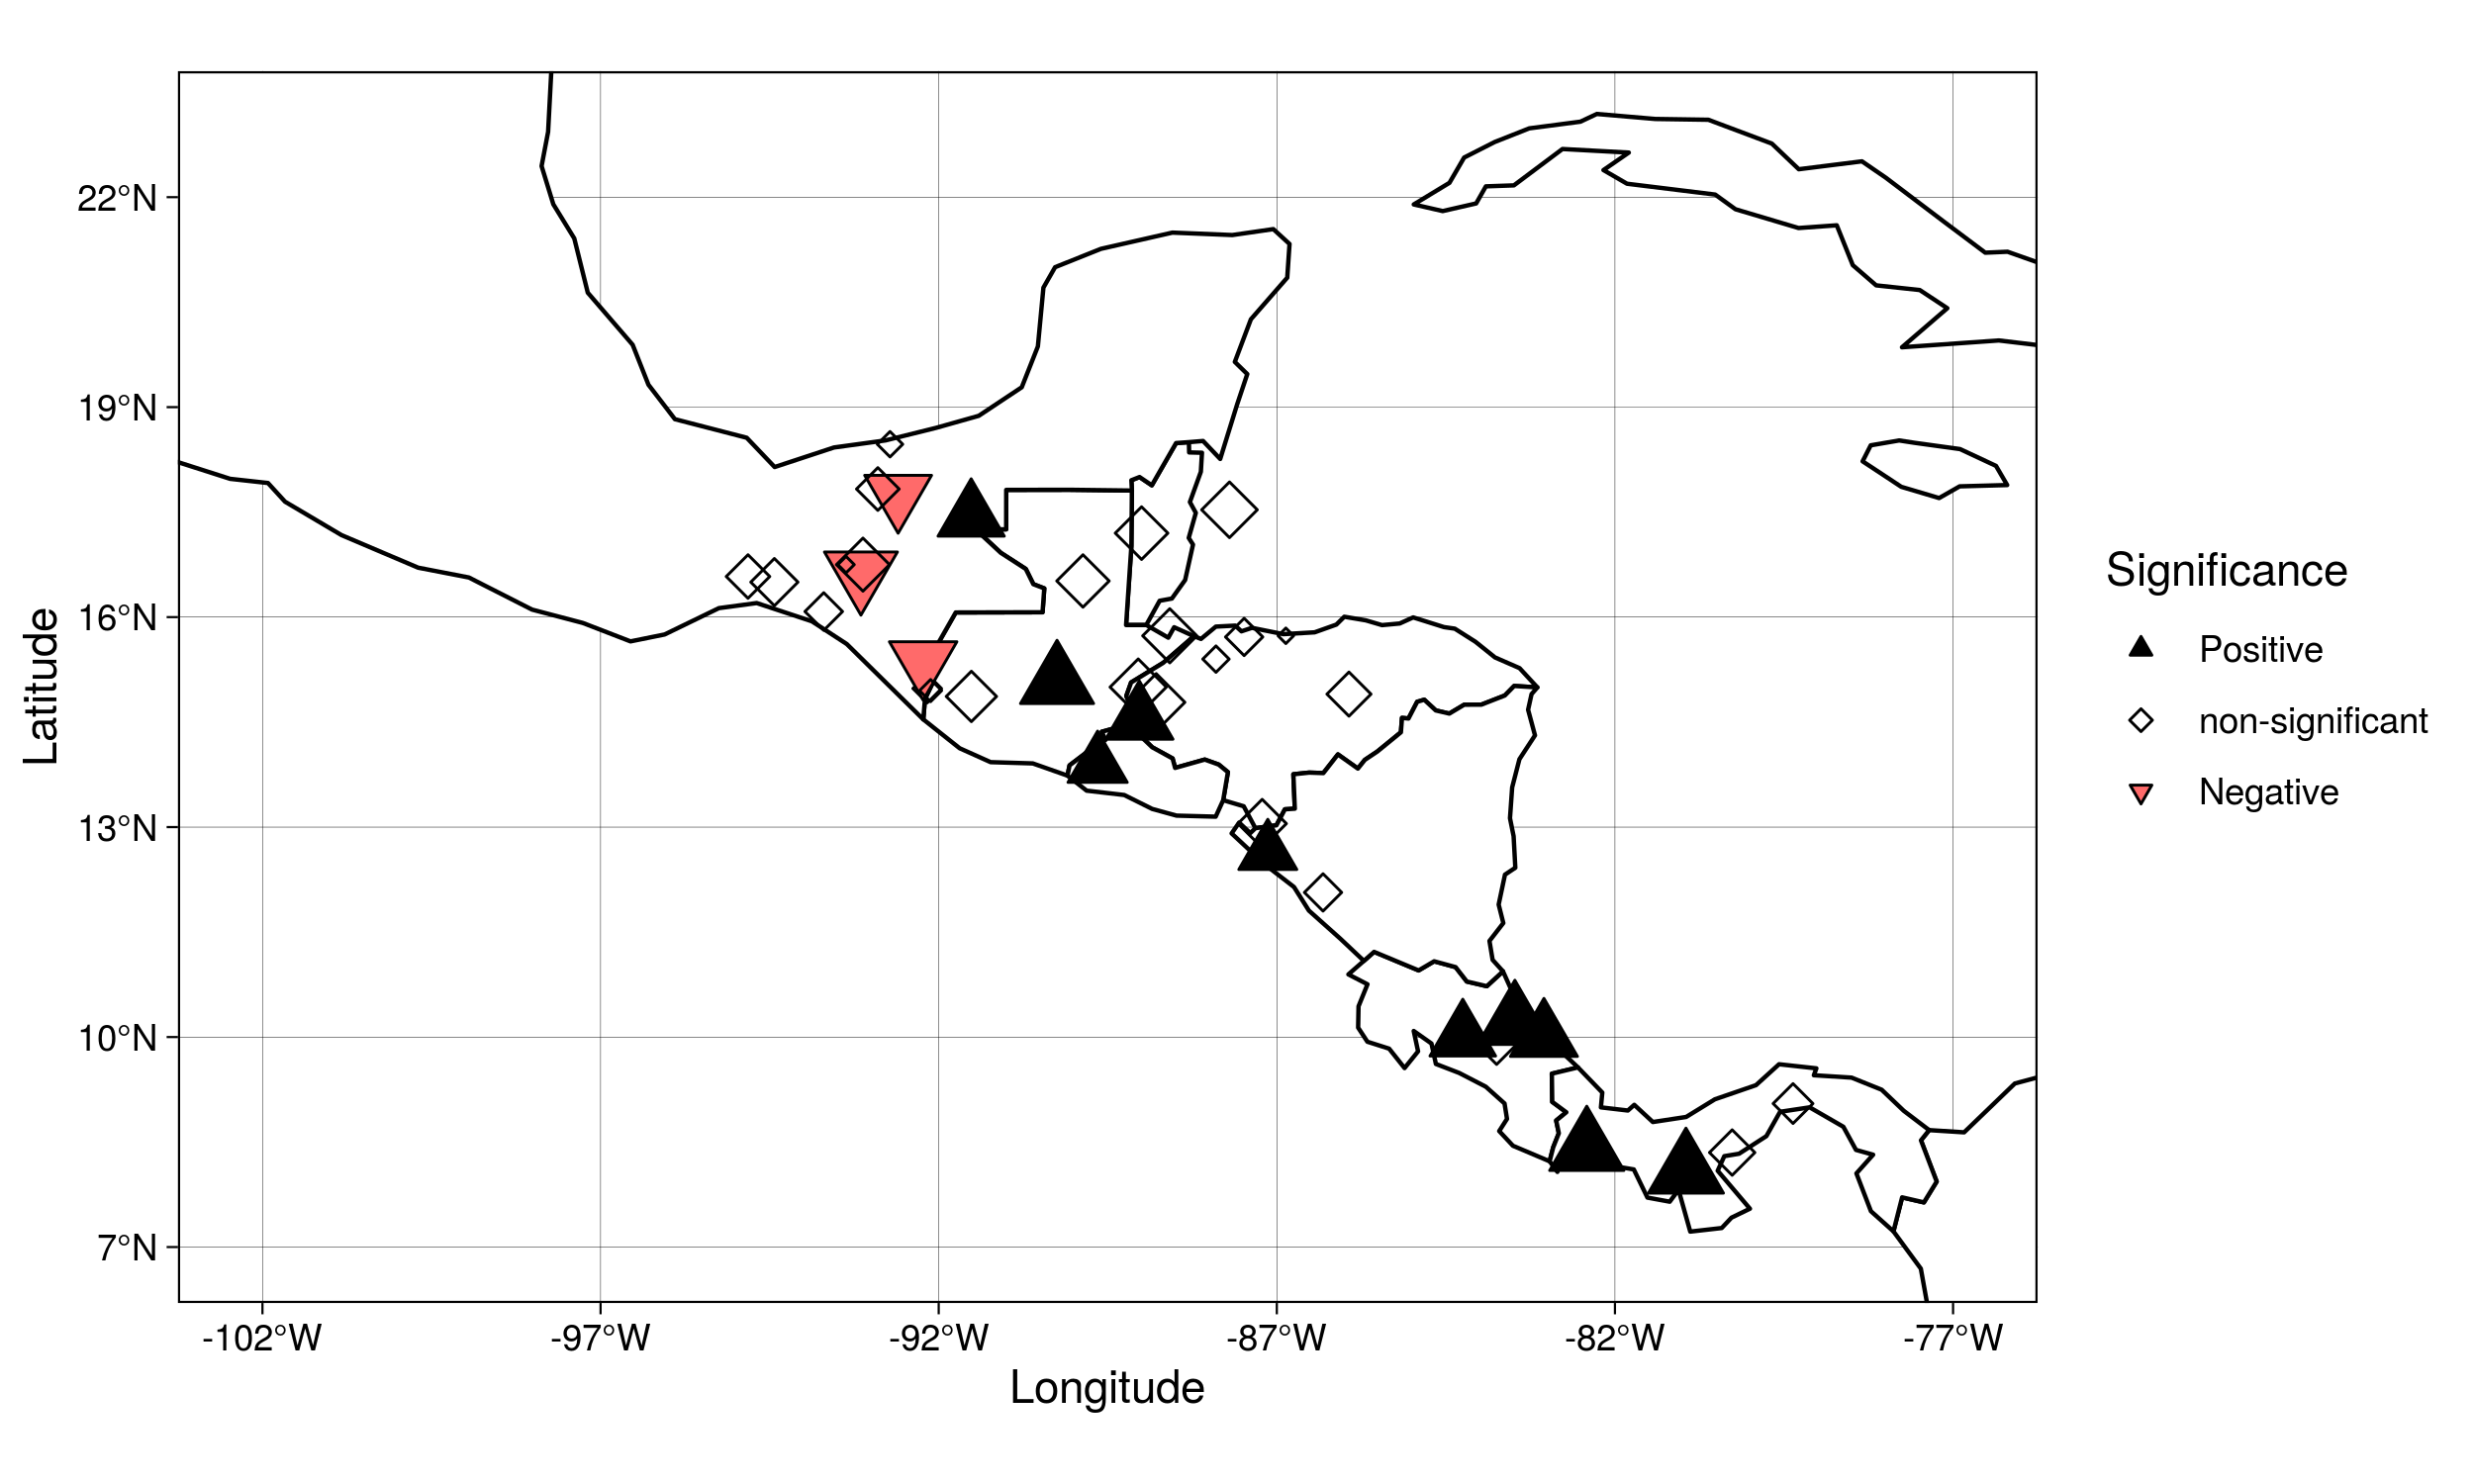 22°N
19°N
16°N
13°N
10°N
7°N
Latitude
-102°W
-97°W
-92°W
-87°W
-82°W
-77°W
Longitude
Significance
Positive
non-significant
Negative